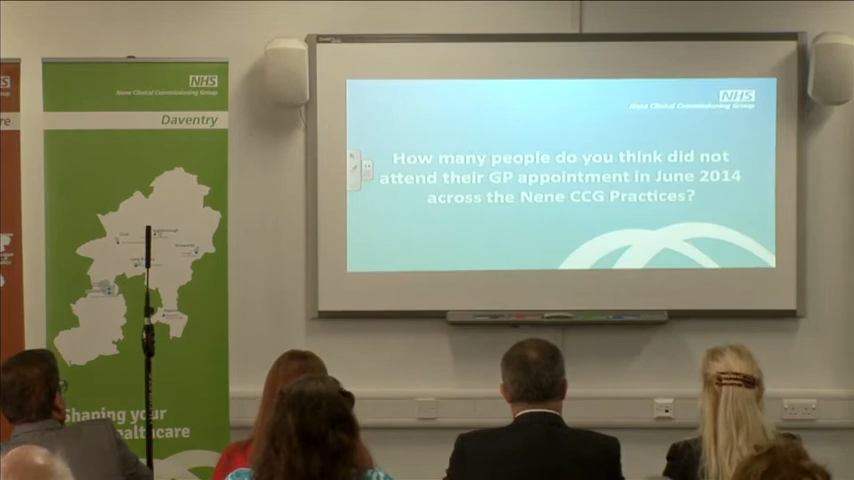 re
NHS
Nene Clinical Commissioning Group
Daventry
Shaping your
healthcare
NHS
Nene Clinical Commissioning Group
How many people do you think did not
attend their GP appointment in June 2014
across the Nene CCG Practices?